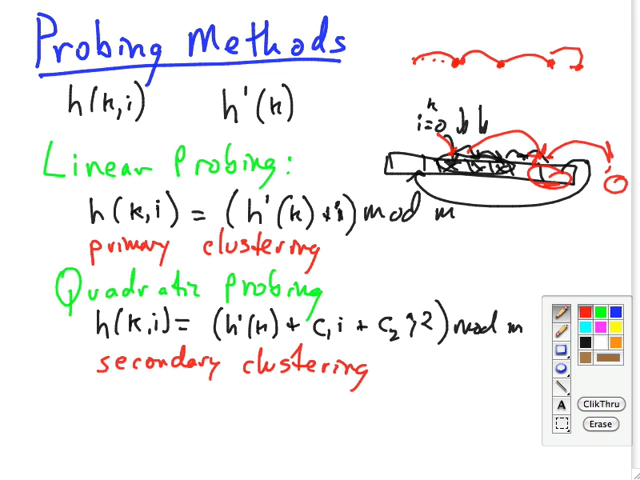 Probing Methods
h(k,i) h'(k)
k
i=0
Linear Probing:
h(k,i) = (h'(k)+i) mod m
primary clustering
Quadratic Probing
h(k,i) = (h'(k) + c₁i + c₂i²) mod m
secondary clustering
A
ClikThru
Erase